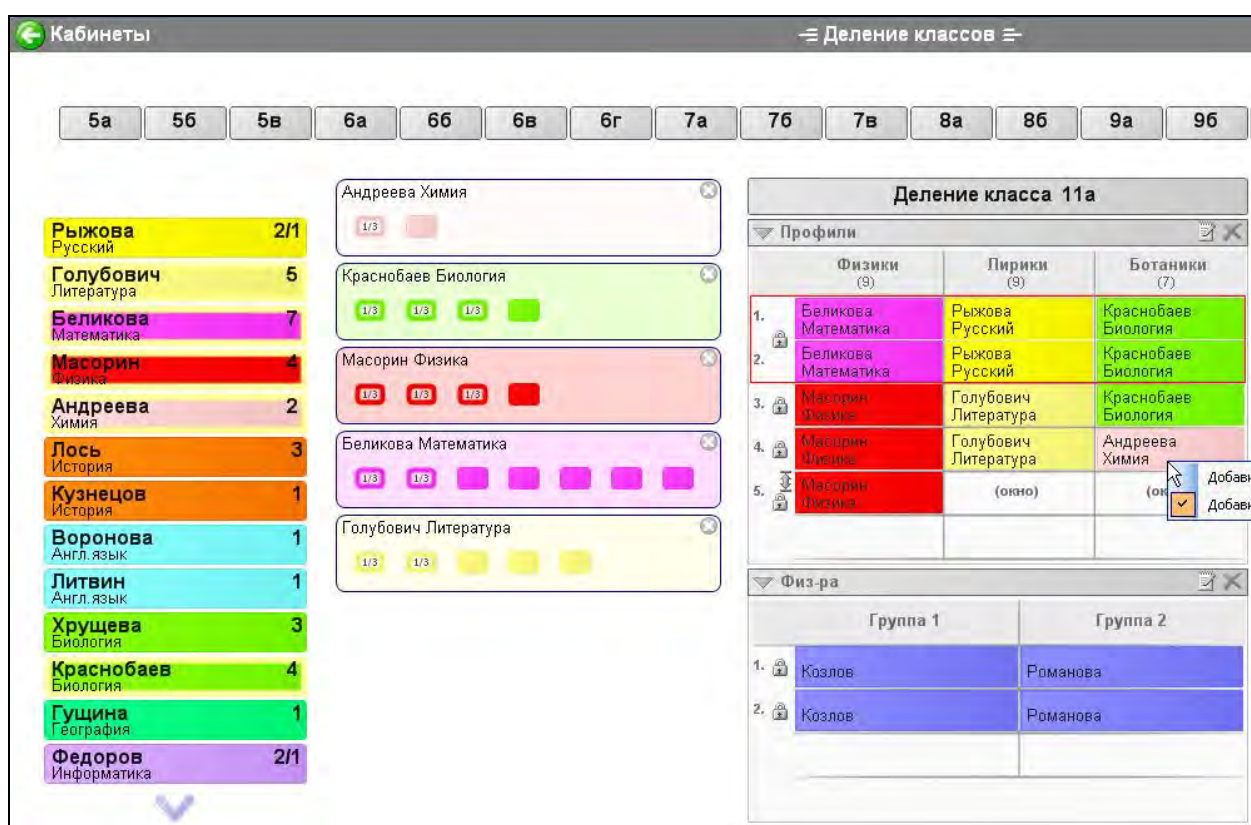 Кабинеты
Деление классов
5а 5б 5в 6а 6б 6в 6г 7а 7б 7в 8а 8б 9а 9б
Рыжова 2/1
Русский
Голубович 5
Литература
Беликова 7
Математика
Масорин 4
Физика
Андреева 2
Химия
Лось 3
История
Кузнецов 1
История
Воронова 1
Англ.язык
Литвин 1
Англ.язык
Хрущева 3
Биология
Краснобаев 4
Биология
Гущина 1
География
Федоров 2/1
Информатика
Андреева Химия
1/3
Краснобаев Биология
1/3 1/3 1/3
Масорин Физика
1/3 1/3 1/3
Беликова Математика
1/3 1/3
Голубович Литература
1/3 1/3
Деление класса 11а
Профили
Физики Лирики Ботаники
(9) (9) (7)
1. Беликова Рыжова Краснобаев
Математика Русский Биология
2. Беликова Рыжова Краснобаев
Математика Русский Биология
3. Масорин Голубович Краснобаев
Физика Литература Биология
4. Масорин Голубович Андреева
Физика Литература Химия
5. Масорин (окно) (ок
Физика
Добави
Добави
Физ-ра
Группа 1 Группа 2
1. Козлов Романова
2. Козлов Романова